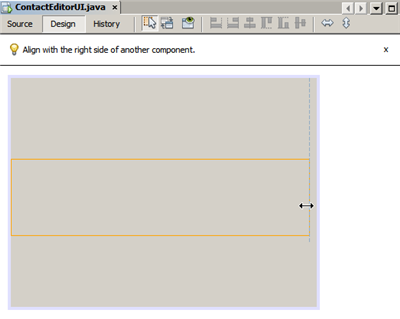 ContactEditorUI.java x
Source Design History
Align with the right side of another component. x